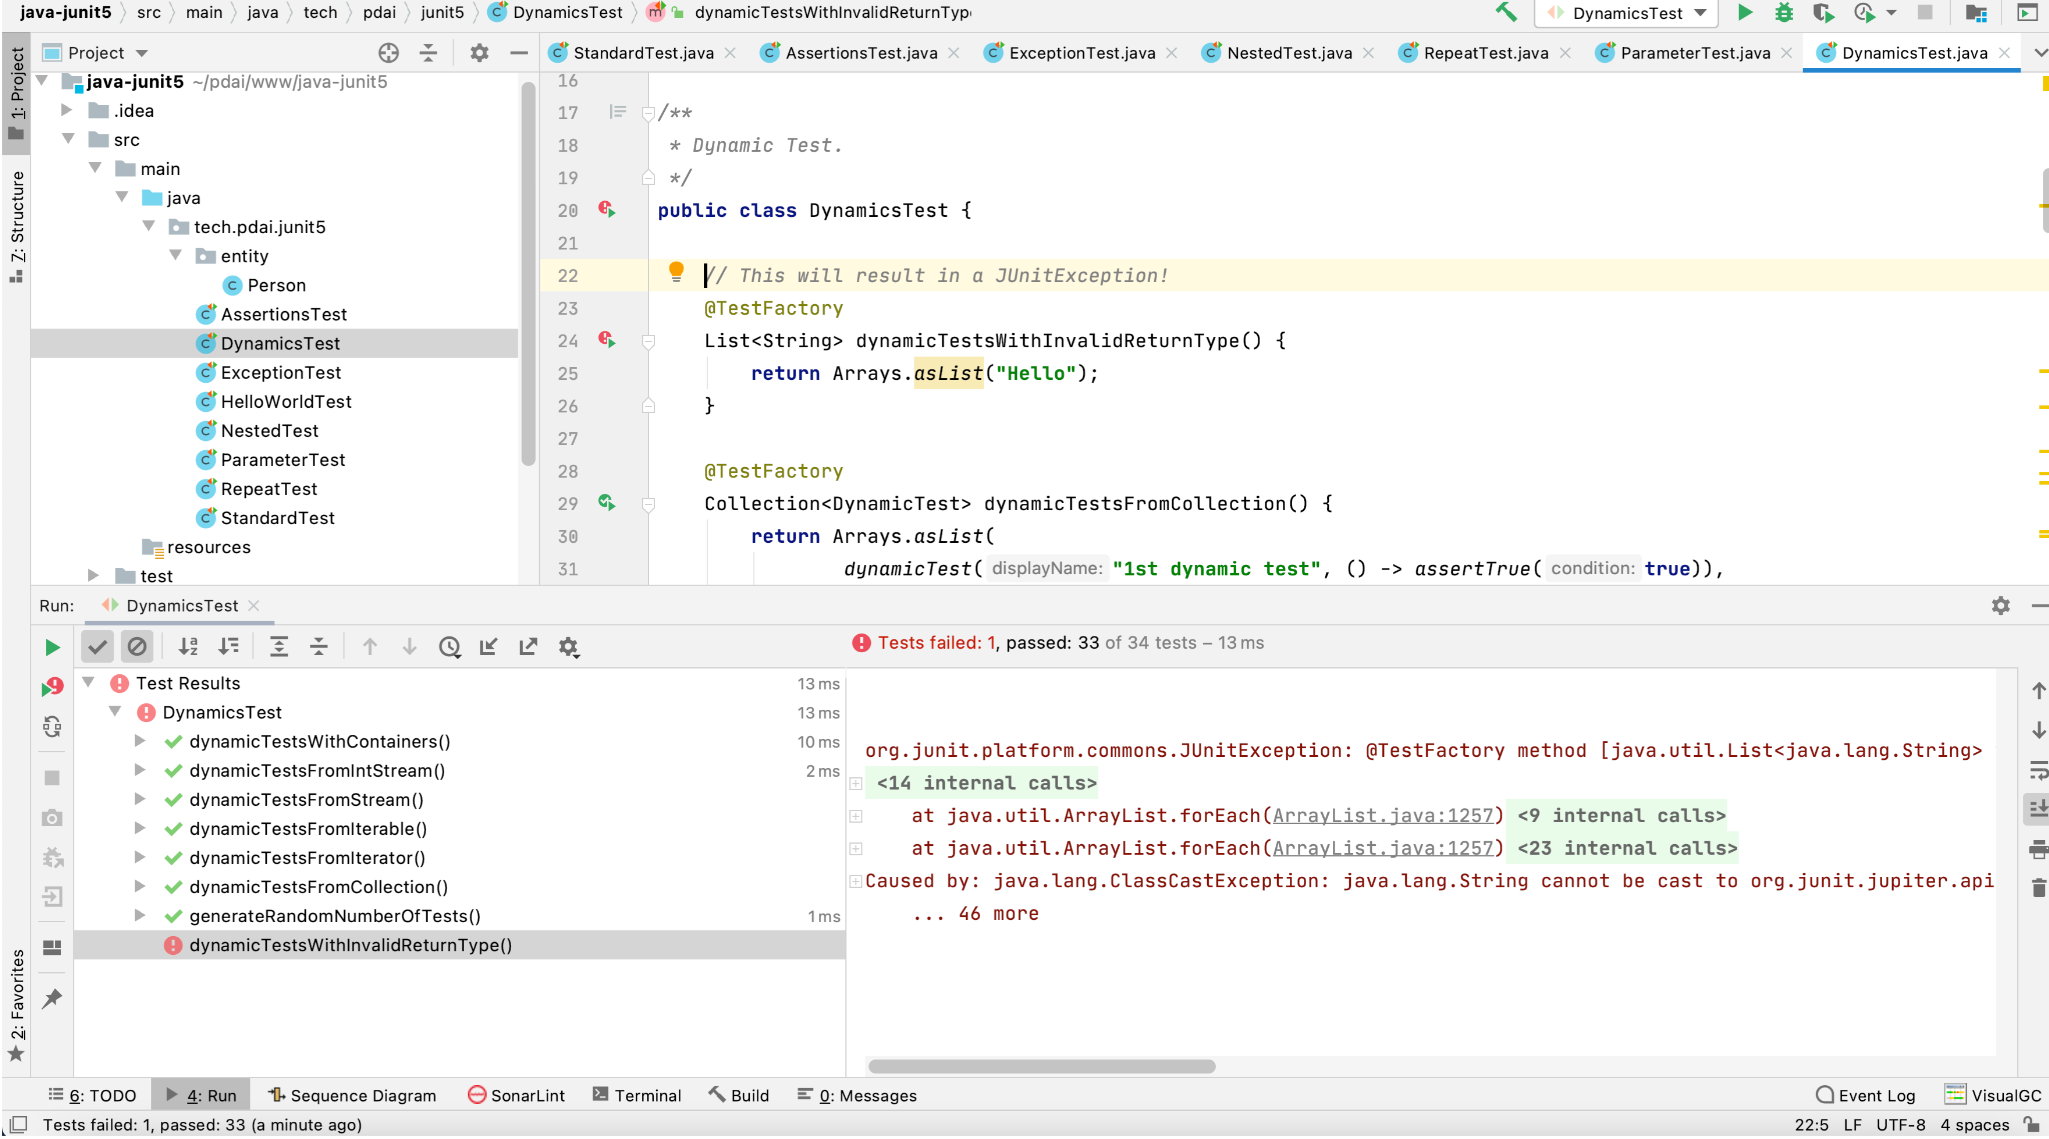 java-junit5 src main java tech pdai junit5 DynamicsTest dynamicTestsWithInvalidReturnTyp
DynamicsTest
1: Project
Project
StandardTest.java AssertionsTest.java ExceptionTest.java NestedTest.java RepeatTest.java ParameterTest.java DynamicsTest.java
java-junit5 ~/pdai/www/java-junit5
.idea
src
main
java
tech.pdai.junit5
entity
Person
AssertionsTest
DynamicsTest
ExceptionTest
HelloWorldTest
NestedTest
ParameterTest
RepeatTest
StandardTest
resources
test
7: Structure
2: Favorites
16
17 /**
18 * Dynamic Test.
19 */
20 public class DynamicsTest {
21
22 // This will result in a JUnitException!
23 @TestFactory
24 List<String> dynamicTestsWithInvalidReturnType() {
25 return Arrays.asList("Hello");
26 }
27
28 @TestFactory
29 Collection<DynamicTest> dynamicTestsFromCollection() {
30 return Arrays.asList(
31 dynamicTest( displayName: "1st dynamic test", () -> assertTrue( condition: true)),
Run: DynamicsTest
Tests failed: 1, passed: 33 of 34 tests – 13 ms
Test Results 13 ms
DynamicsTest 13 ms
dynamicTestsWithContainers() 10 ms
dynamicTestsFromIntStream() 2 ms
dynamicTestsFromStream()
dynamicTestsFromIterable()
dynamicTestsFromIterator()
dynamicTestsFromCollection()
generateRandomNumberOfTests() 1 ms
dynamicTestsWithInvalidReturnType()
org.junit.platform.commons.JUnitException: @TestFactory method [java.util.List<java.lang.String>
<14 internal calls>
at java.util.ArrayList.forEach(ArrayList.java:1257) <9 internal calls>
at java.util.ArrayList.forEach(ArrayList.java:1257) <23 internal calls>
Caused by: java.lang.ClassCastException: java.lang.String cannot be cast to org.junit.jupiter.api
... 46 more
6: TODO 4: Run Sequence Diagram SonarLint Terminal Build 0: Messages Event Log VisualGC
Tests failed: 1, passed: 33 (a minute ago) 22:5 LF UTF-8 4 spaces